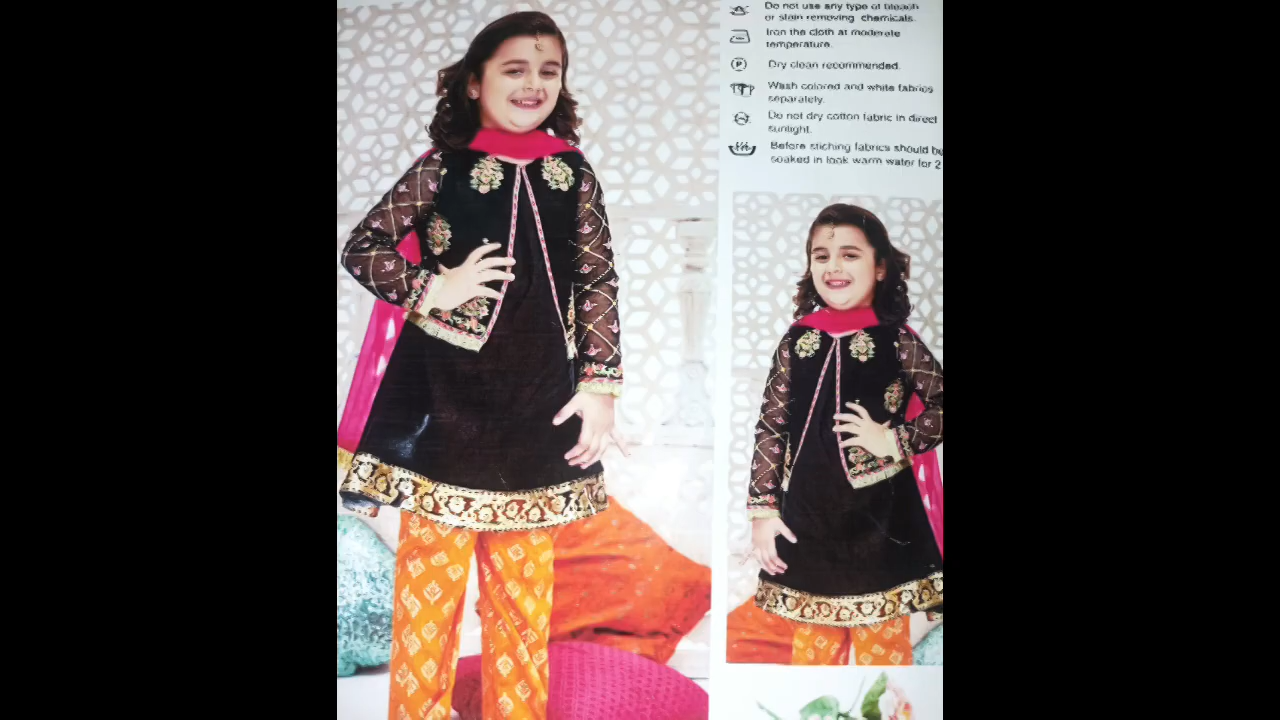 Do not use any type of bleach
or stain removing chemicals.
Iron the cloth at moderate
temperature.
P
Dry clean recommended.
Wash colored and white fabrics
separately.
Do not dry cotton fabric in direct
sunlight.
Before stiching fabrics should be
soaked in look warm water for 2